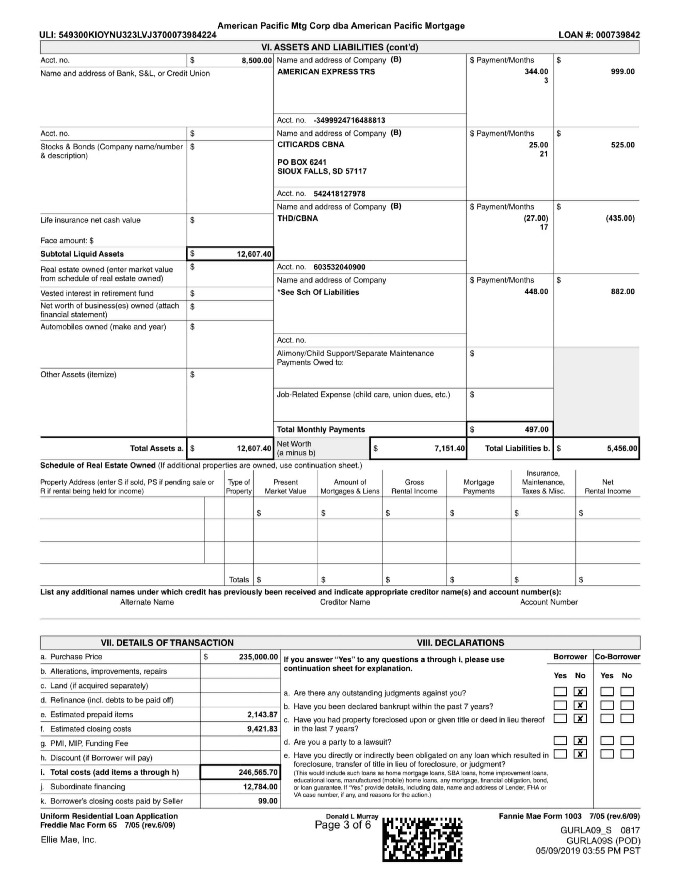 American Pacific Mtg Corp dba American Pacific Mortgage
ULI: 549300KIOYNU323LVJ3700073984224 LOAN #: 000739842
VI. ASSETS AND LIABILITIES (cont'd)
Acct. no. $ 8,500.00 Name and address of Company (B) $ Payment/Months $
Name and address of Bank, S&L, or Credit Union AMERICAN EXPRESS TRS 344.00 999.00
3
Acct. no. -3499924716488813
Acct. no. $ Name and address of Company (B) $ Payment/Months $
Stocks & Bonds (Company name/number $ CITICARDS CBNA 25.00 525.00
& description) 21
PO BOX 6241
SIOUX FALLS, SD 57117
Acct. no. 542418127978
Name and address of Company (B) $ Payment/Months $
Life insurance net cash value $ THD/CBNA (27.00) (435.00)
17
Face amount: $
Subtotal Liquid Assets $ 12,607.40
Real estate owned (enter market value $ Acct. no. 603532040900
from schedule of real estate owned) Name and address of Company $ Payment/Months $
Vested interest in retirement fund $ *See Sch Of Liabilities 448.00 882.00
Net worth of business(es) owned (attach $
financial statement)
Automobiles owned (make and year) $
Acct. no.
Alimony/Child Support/Separate Maintenance $
Payments Owed to:
Other Assets (itemize) $
Job-Related Expense (child care, union dues, etc.) $
Total Monthly Payments $ 497.00
Total Assets a. $ 12,607.40 Net Worth $ 7,151.40 Total Liabilities b. $ 5,456.00
(a minus b)
Schedule of Real Estate Owned (If additional properties are owned, use continuation sheet.)
Insurance,
Property Address (enter S if sold, PS if pending sale or Type of Present Amount of Gross Mortgage Maintenance, Net
R if rental being held for income) Property Market Value Mortgages & Liens Rental Income Payments Taxes & Misc. Rental Income
$ $ $ $ $ $
Totals $ $ $ $ $ $
List any additional names under which credit has previously been received and indicate appropriate creditor name(s) and account number(s):
Alternate Name Creditor Name Account Number
VII. DETAILS OF TRANSACTION VIII. DECLARATIONS
a. Purchase Price $ 235,000.00 If you answer "Yes" to any questions a through i, please use Borrower Co-Borrower
b. Alterations, improvements, repairs continuation sheet for explanation. Yes No Yes No
c. Land (if acquired separately)
d. Refinance (incl. debts to be paid off) a. Are there any outstanding judgments against you? X
e. Estimated prepaid items 2,143.87 b. Have you been declared bankrupt within the past 7 years? X
f. Estimated closing costs 9,421.83 c. Have you had property foreclosed upon or given title or deed in lieu thereof X
in the last 7 years?
g. PMI, MIP, Funding Fee d. Are you a party to a lawsuit? X
h. Discount (if Borrower will pay) e. Have you directly or indirectly been obligated on any loan which resulted in X
foreclosure, transfer of title in lieu of foreclosure, or judgment?
i. Total costs (add items a through h) 246,565.70 (This would include such loans as home mortgage loans, SBA loans, home improvement loans,
educational loans, manufactured (mobile) home loans, any mortgage, financial obligation, bond,
j. Subordinate financing 12,784.00 or loan guarantee. If "Yes," provide details, including date, name and address of Lender, FHA or
VA case number, if any, and reasons for the action.)
k. Borrower's closing costs paid by Seller 99.00
Uniform Residential Loan Application Donald L Murray Fannie Mae Form 1003 7/05 (rev.6/09)
Freddie Mac Form 65 7/05 (rev.6/09) Page 3 of 6
GURLA09_S 0817
Ellie Mae, Inc. GURLA09S (POD)
05/09/2019 03:55 PM PST